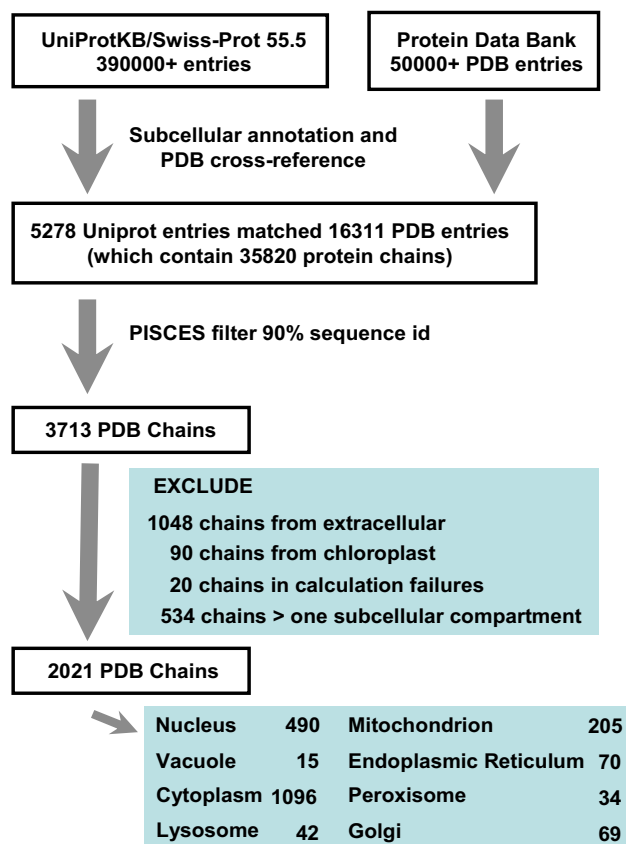 UniProtKB/Swiss-Prot 55.5
390000+ entries
Protein Data Bank
50000+ PDB entries
Subcellular annotation and
PDB cross-reference
5278 Uniprot entries matched 16311 PDB entries
(which contain 35820 protein chains)
PISCES filter 90% sequence id
3713 PDB Chains
EXCLUDE
1048 chains from extracellular
90 chains from chloroplast
20 chains in calculation failures
534 chains > one subcellular compartment
2021 PDB Chains
Nucleus 490 Mitochondrion 205
Vacuole 15 Endoplasmic Reticulum 70
Cytoplasm 1096 Peroxisome 34
Lysosome 42 Golgi 69